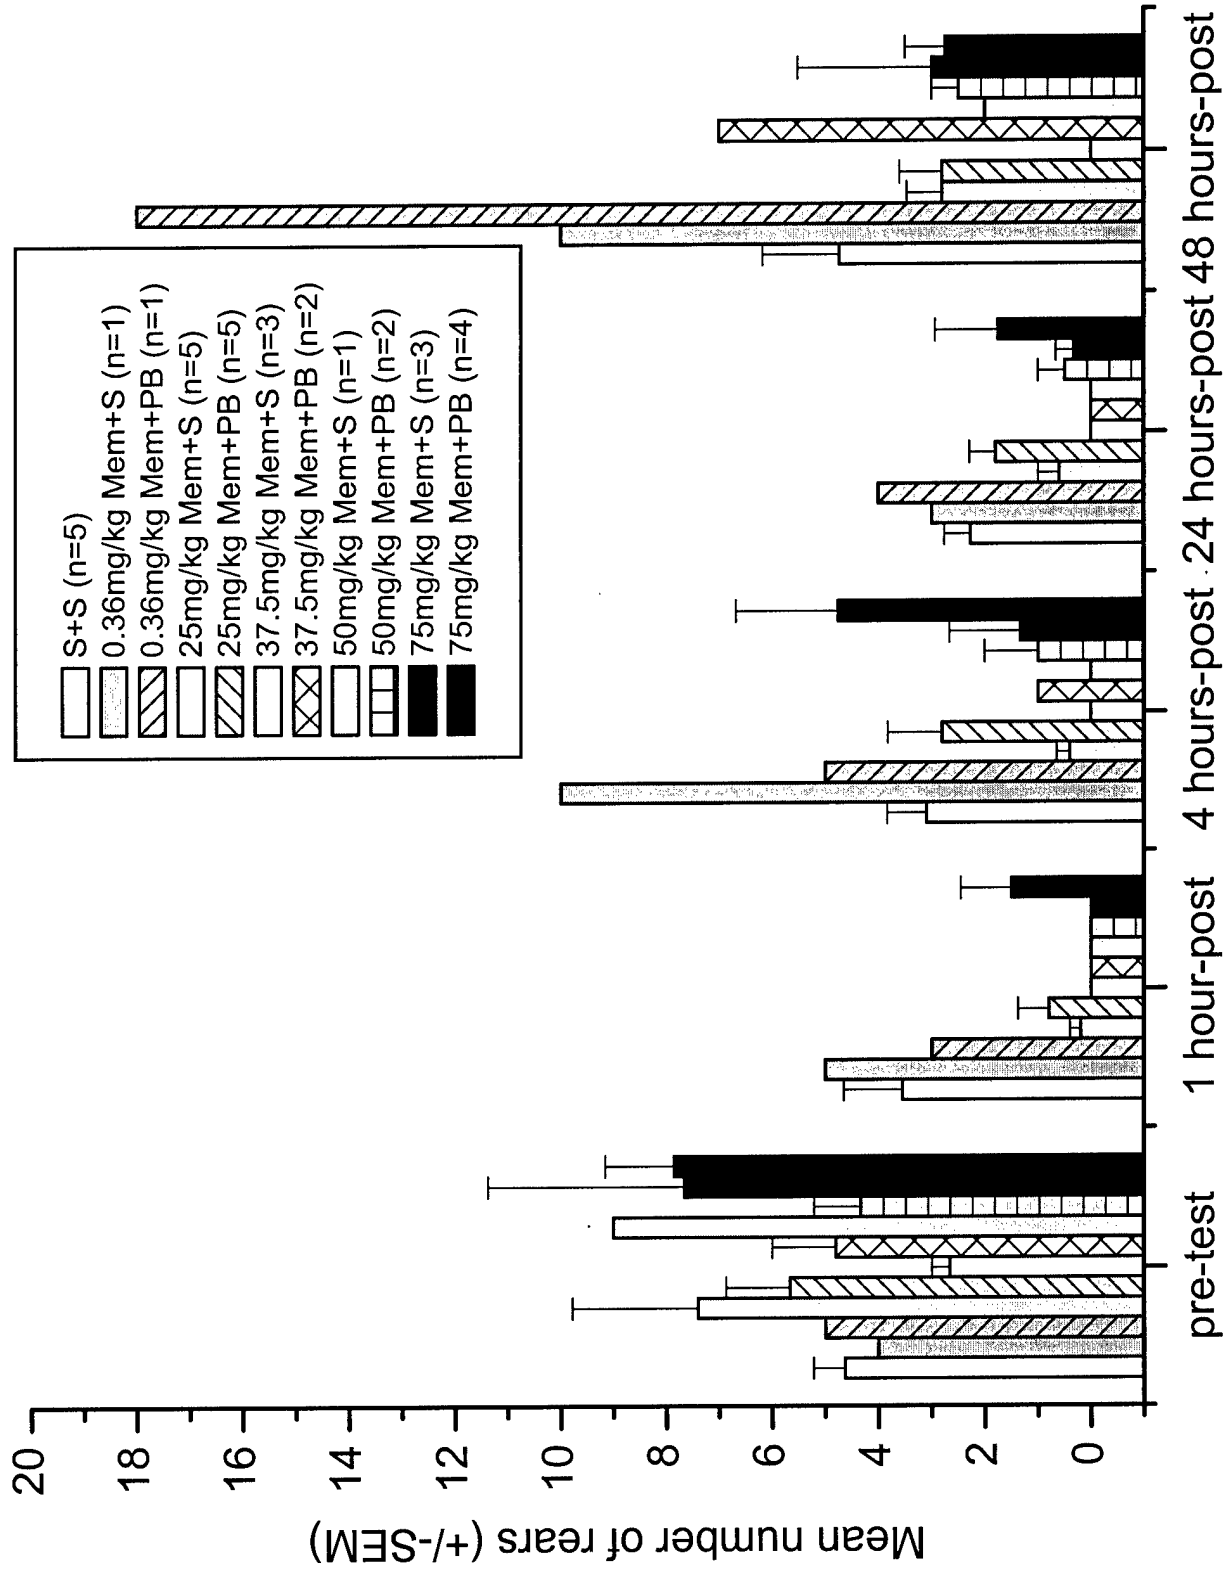 Mean number of rears (+/-SEM)
20
18
16
14
12
10
8
6
4
2
0
S+S (n=5)
0.36mg/kg Mem+S (n=1)
0.36mg/kg Mem+PB (n=1)
25mg/kg Mem+S (n=5)
25mg/kg Mem+PB (n=5)
37.5mg/kg Mem+S (n=3)
37.5mg/kg Mem+PB (n=2)
50mg/kg Mem+S (n=1)
50mg/kg Mem+PB (n=2)
75mg/kg Mem+S (n=3)
75mg/kg Mem+PB (n=4)
pre-test 1 hour-post 4 hours-post 24 hours-post 48 hours-post